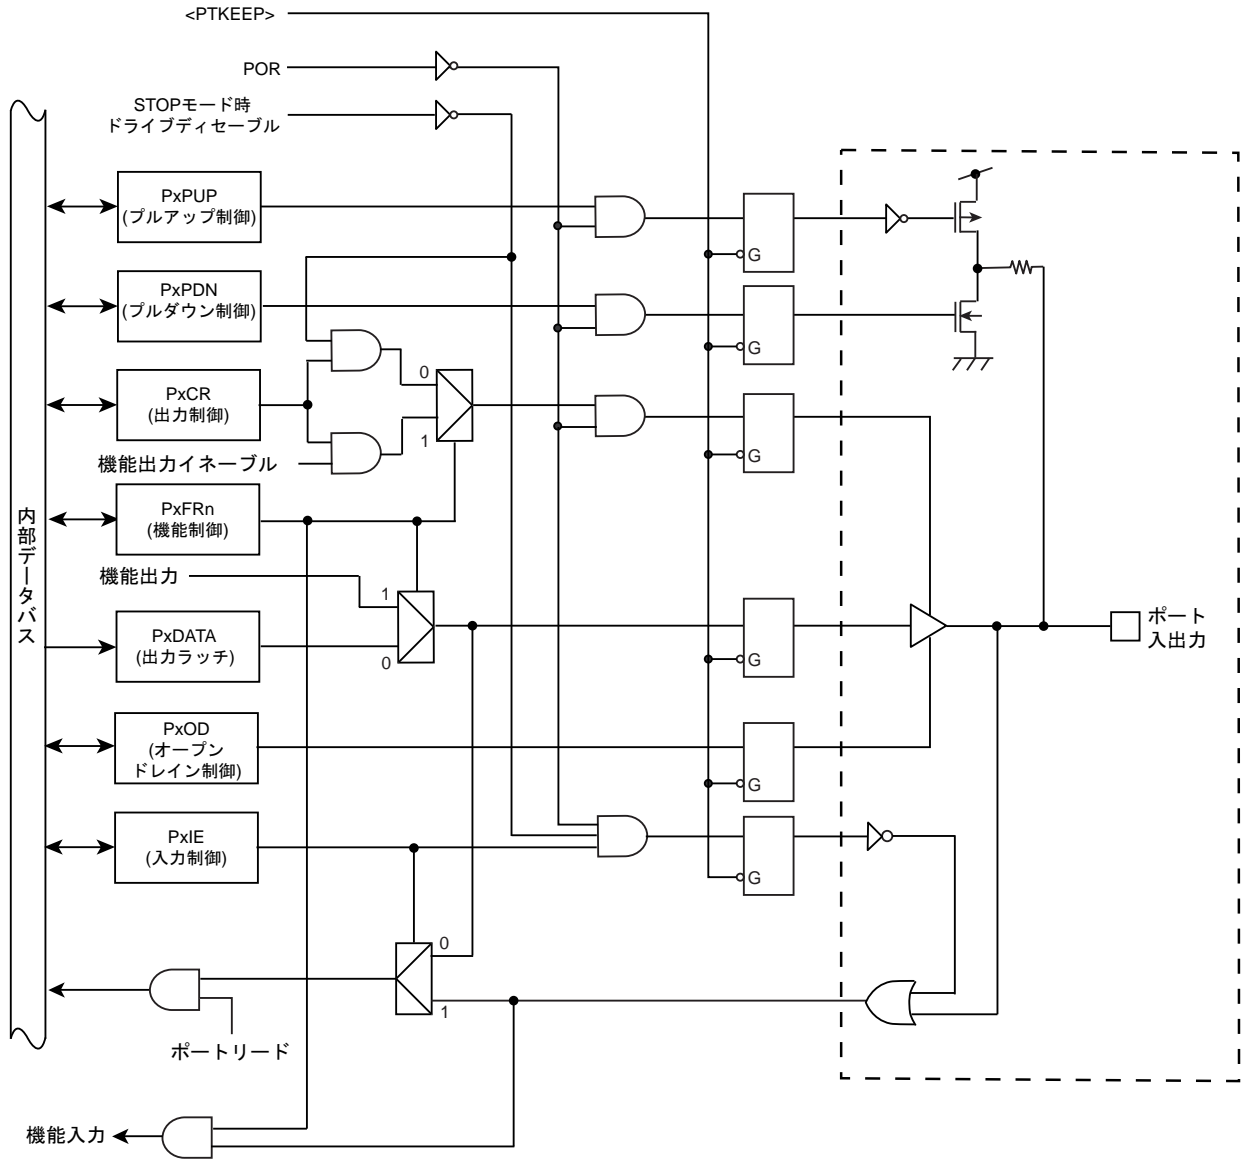 <PTKEEP>
POR
STOPモード時
ドライブディセーブル
PxPUP
(プルアップ制御)
G
PxPDN
(プルダウン制御)
G
PxCR
(出力制御)
0
1
G
機能出力イネーブル
PxFRn
(機能制御)
内部データバス
機能出力
1
0
PxDATA
(出力ラッチ)
G
ポート
入出力
PxOD
(オープン
ドレイン制御)
G
PxIE
(入力制御)
G
0
1
ポートリード
機能入力